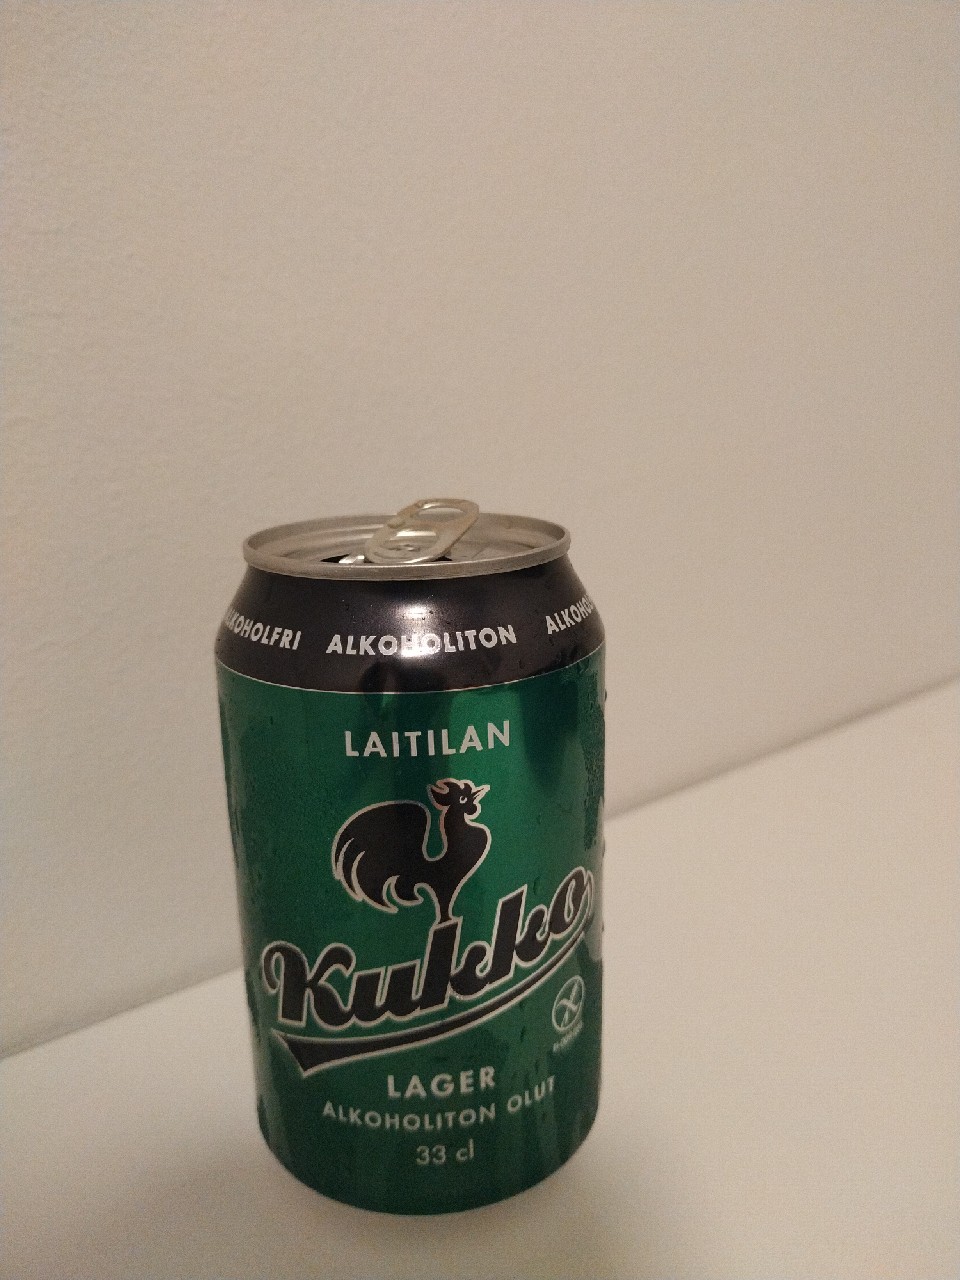 ALKOHOLFRI ALKOHOLITON
LAITILAN
Kukko
LAGER
ALKOHOLITON OLUT
33 cl